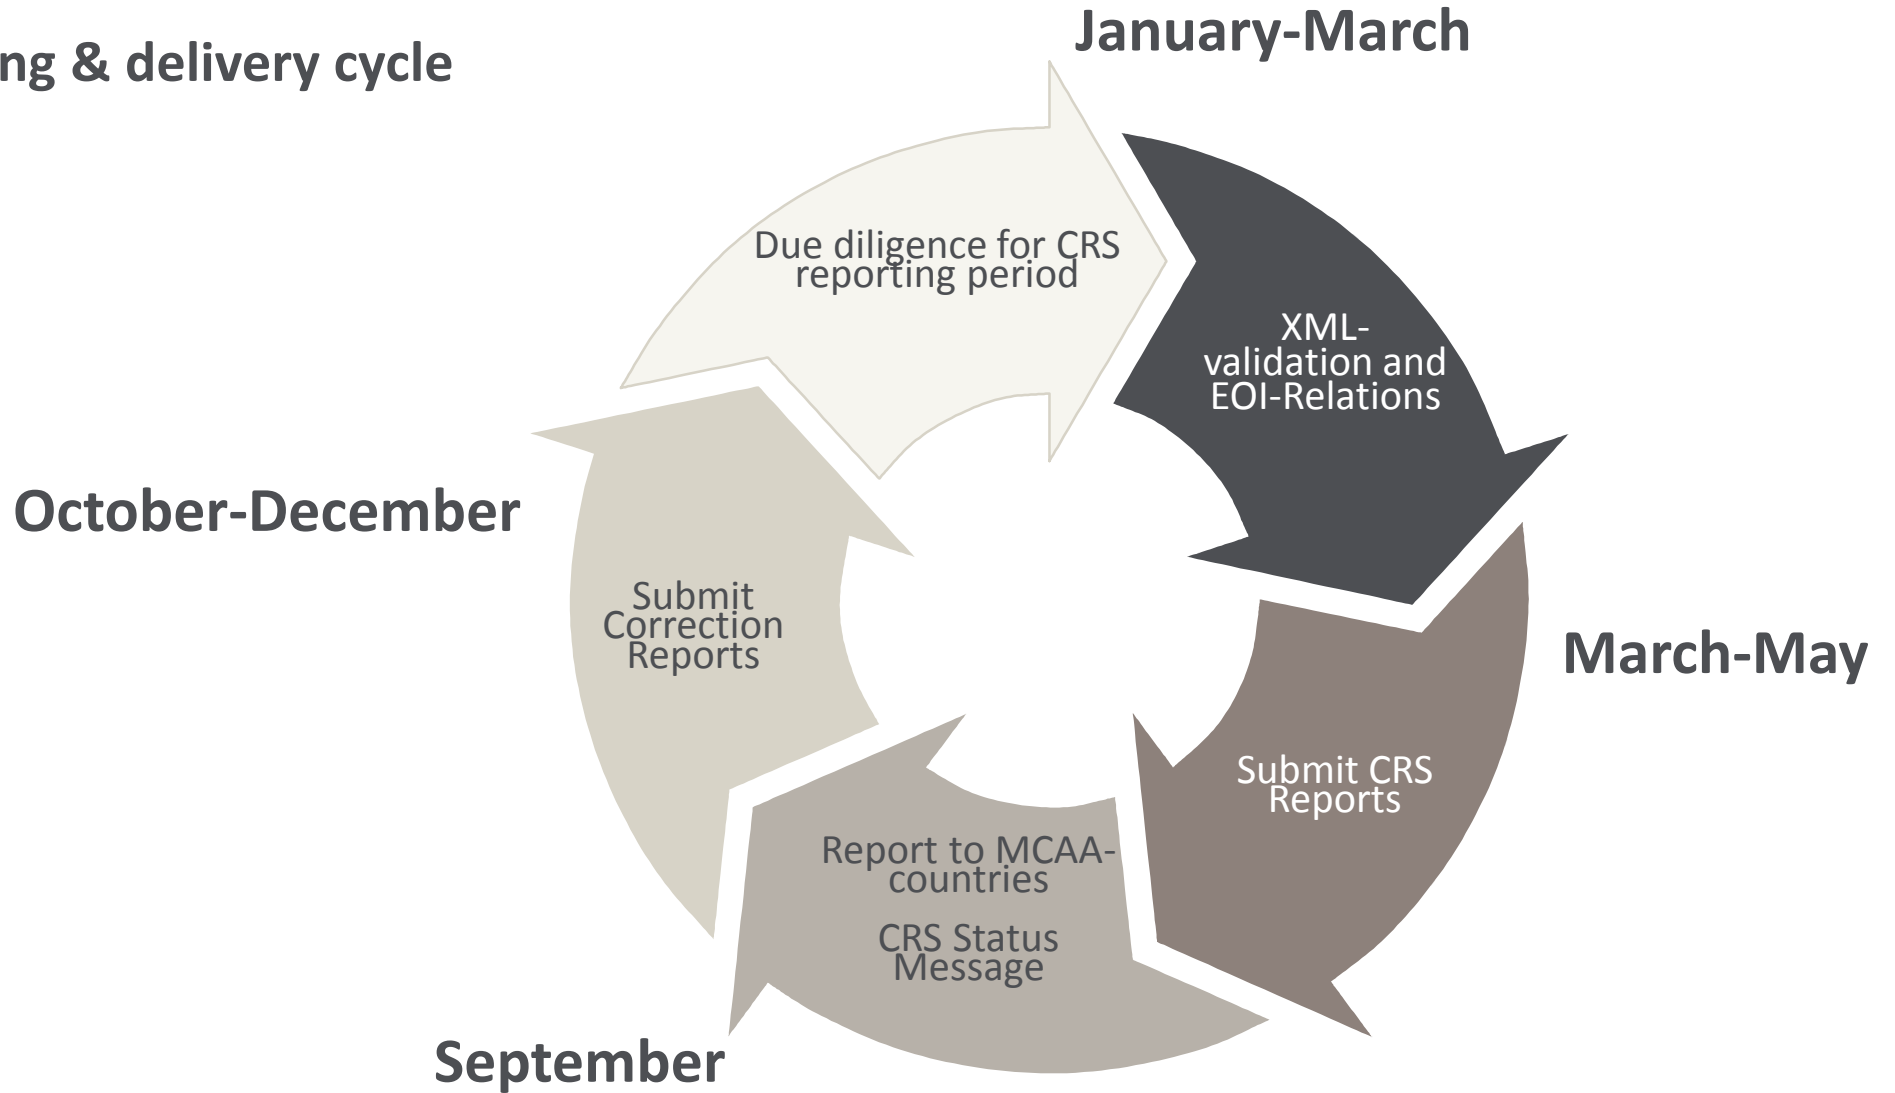 ng & delivery cycle
January-March
Due diligence for CRS
reporting period
XML-
validation and
EOI-Relations
October-December
Submit
Correction
Reports
March-May
Submit CRS
Reports
Report to MCAA-
countries
CRS Status
Message
September